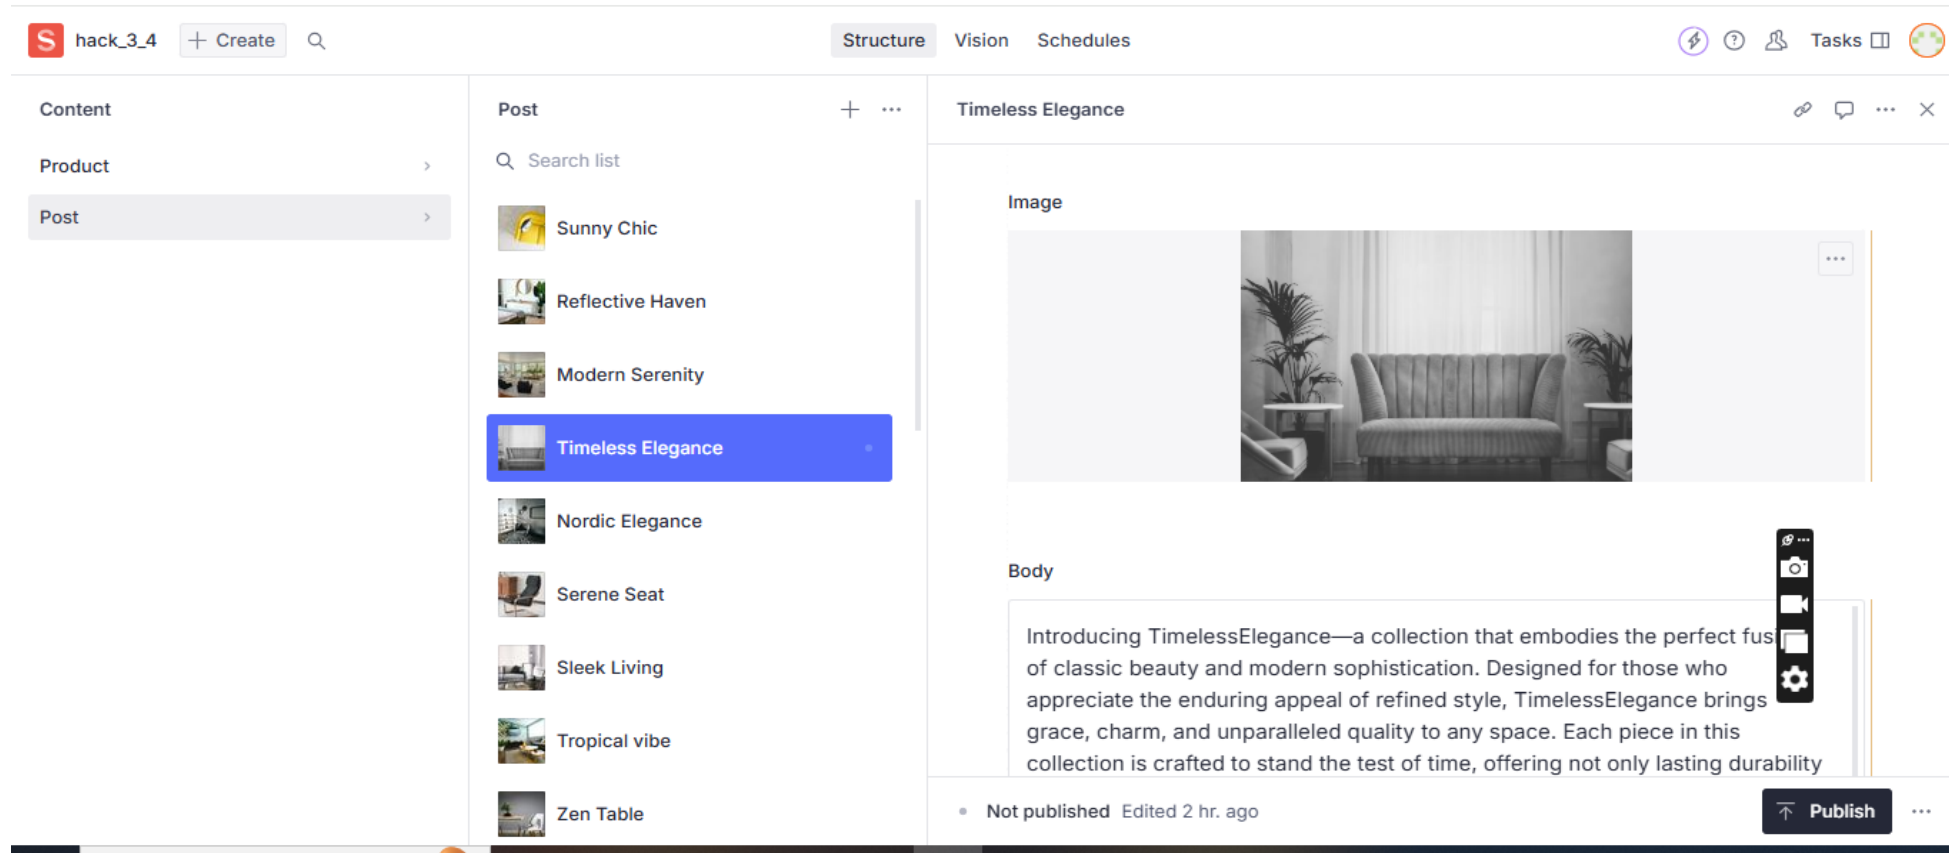 S hack_3_4 + Create Structure Vision Schedules Tasks
Content
Product
Post
Post
Search list
Sunny Chic
Reflective Haven
Modern Serenity
Timeless Elegance
Nordic Elegance
Serene Seat
Sleek Living
Tropical vibe
Zen Table
Timeless Elegance
Image
Body
Introducing TimelessElegance—a collection that embodies the perfect
of classic beauty and modern sophistication. Designed for those who
appreciate the enduring appeal of refined style, TimelessElegance brings
grace, charm, and unparalleled quality to any space. Each piece in this
collection is crafted to stand the test of time, offering not only lasting durability
Not published Edited 2 hr. ago
Publish